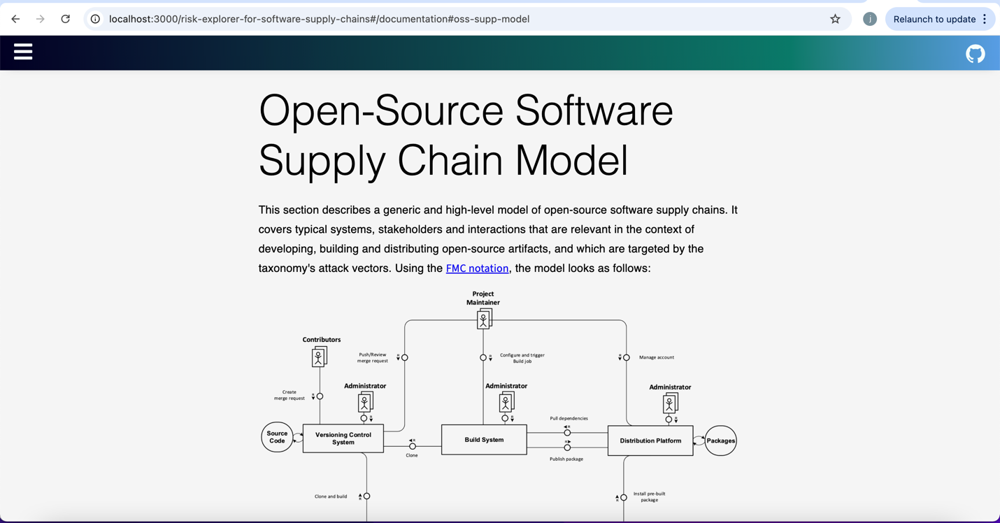 localhost:3000/risk-explorer-for-software-supply-chains#/documentation#oss-supp-model
j
Relaunch to update
Open-Source Software
Supply Chain Model
This section describes a generic and high-level model of open-source software supply chains. It
covers typical systems, stakeholders and interactions that are relevant in the context of
developing, building and distributing open-source artifacts, and which are targeted by the
taxonomy's attack vectors. Using the FMC notation, the model looks as follows:
Project
Maintainer
Contributors
Push/Review
merge request
R
Configure and trigger
Build job
R
R
Manage account
Create
merge request
R
Administrator
R
Administrator
R
Administrator
R
Source
Code
Versioning Control
System
R
Clone
Build System
Pull dependencies
R
R
Publish package
Distribution Platform
Packages
Clone and build
R
Install pre-built
package
R